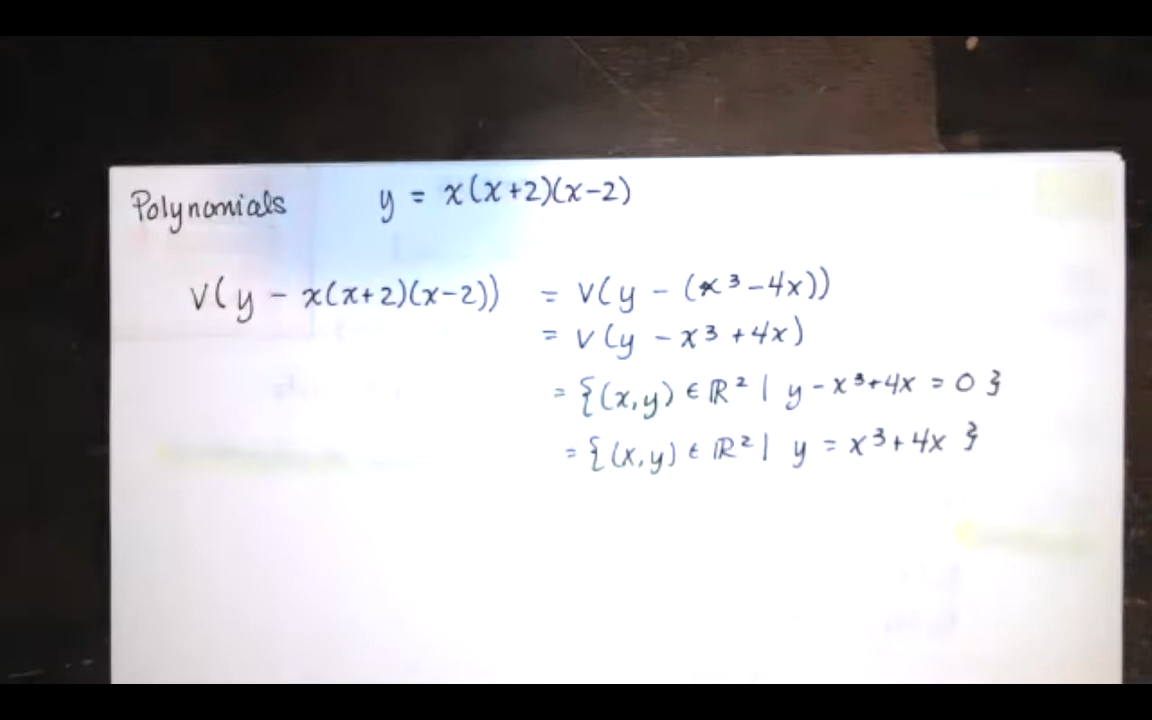 Polynomials y = x(x+2)(x-2)
V(y - x(x+2)(x-2)) = V(y - (x³-4x))
= V(y - x³ + 4x)
= {(x,y) ∈ ℝ² | y - x³ + 4x = 0}
= {(x,y) ∈ ℝ² | y = x³ + 4x}